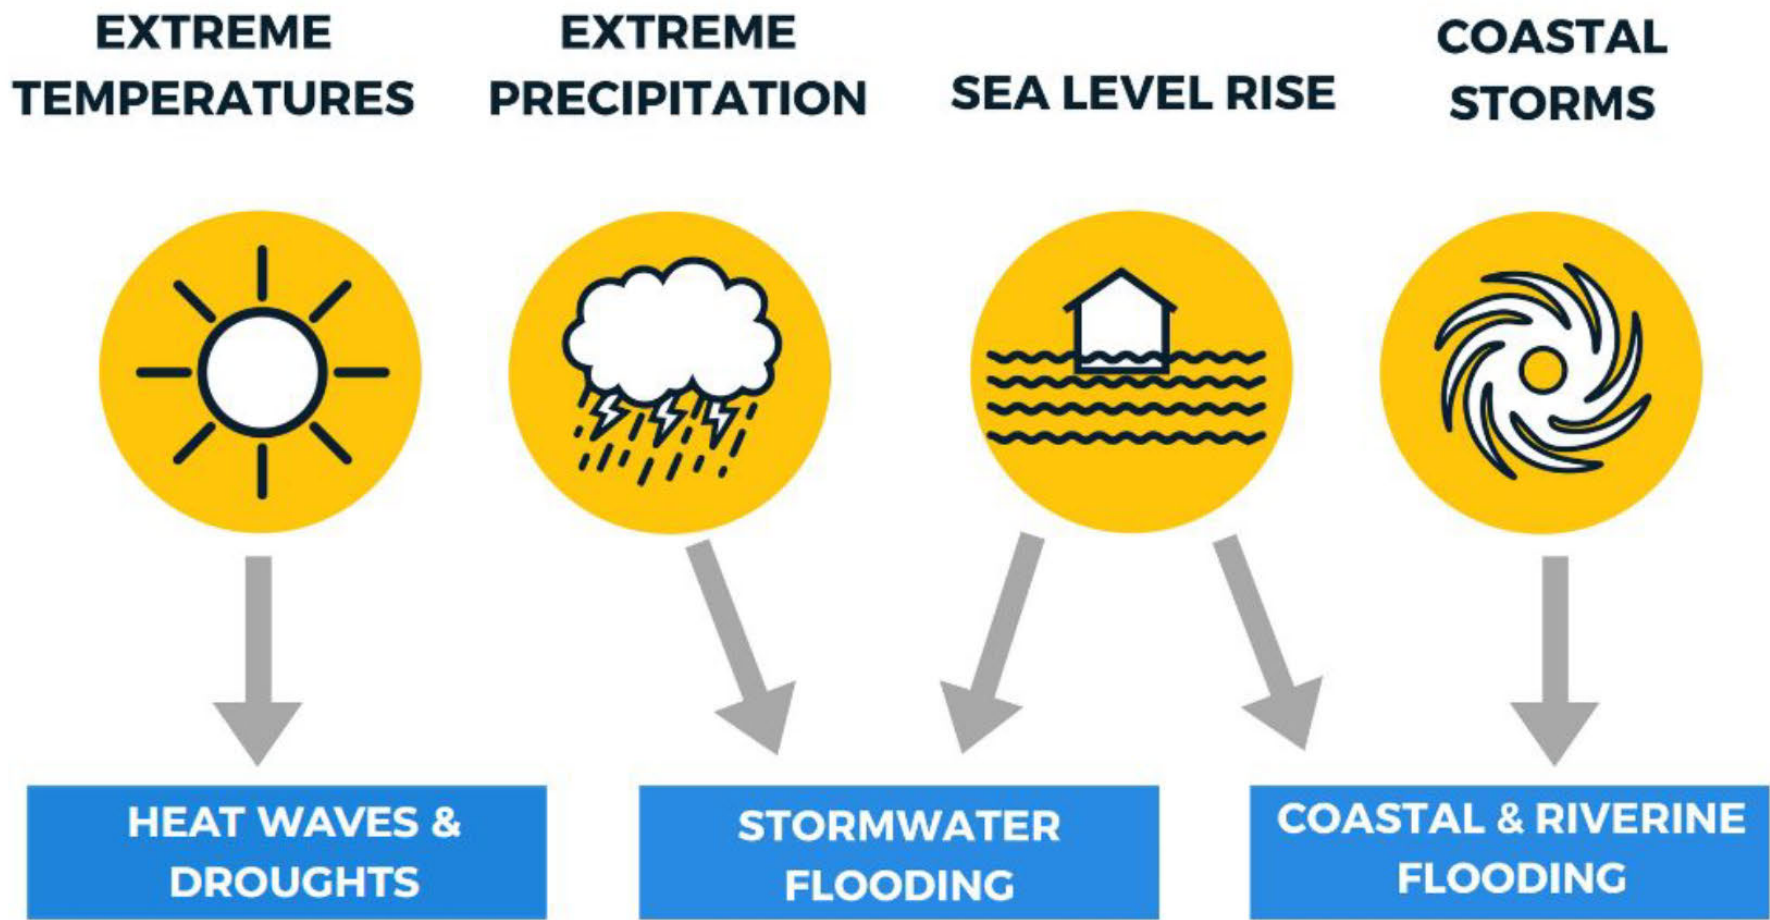 EXTREME
TEMPERATURES
EXTREME
PRECIPITATION
SEA LEVEL RISE
COASTAL
STORMS
HEAT WAVES &
DROUGHTS
STORMWATER
FLOODING
COASTAL & RIVERINE
FLOODING